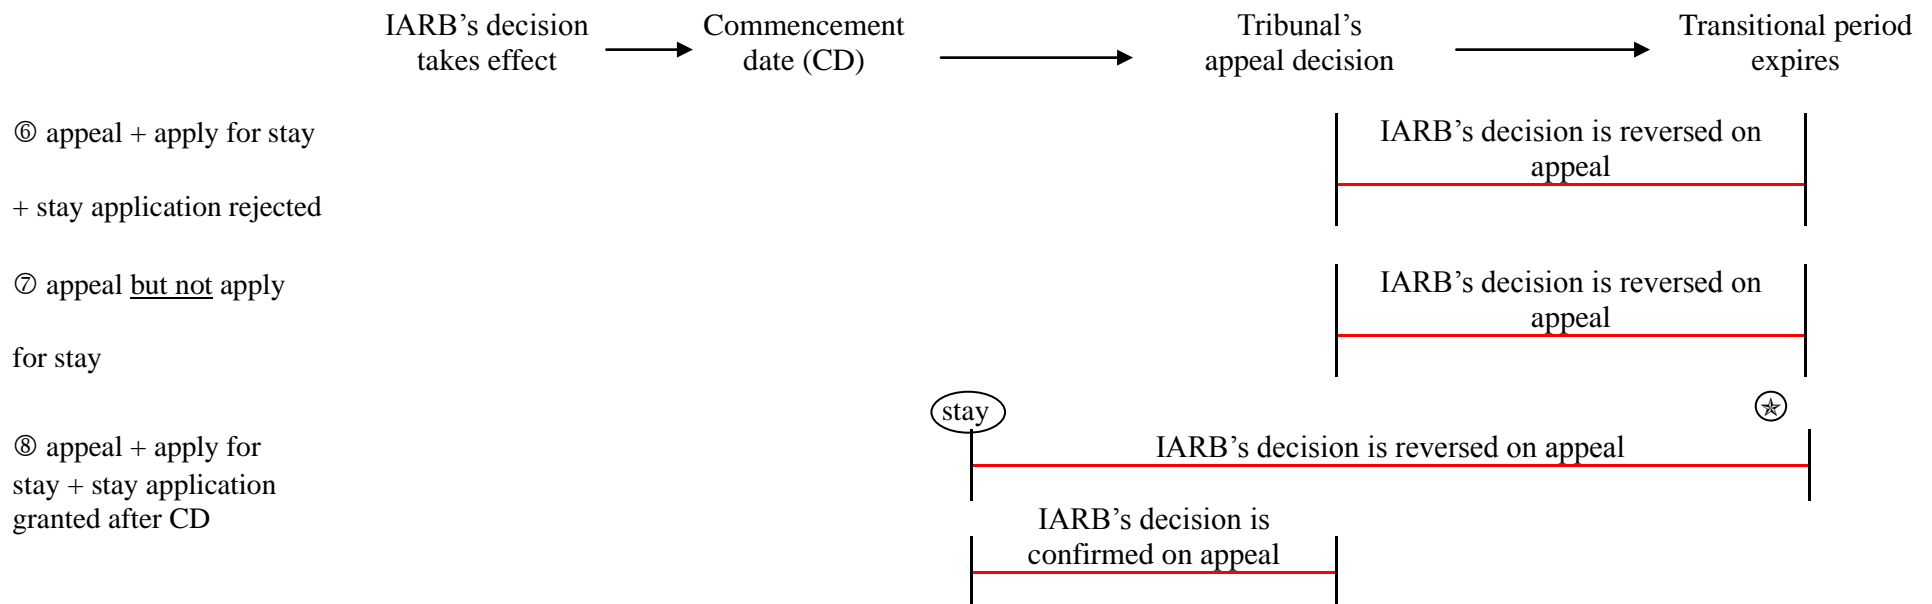 IARB’s decision
takes effect
Commencement
date (CD)
Tribunal’s
appeal decision
Transitional period
expires
⑥ appeal + apply for stay
+ stay application rejected
IARB’s decision is reversed on
appeal
⑦ appeal but not apply
for stay
IARB’s decision is reversed on
appeal
stay
⑧ appeal + apply for
stay + stay application
granted after CD
IARB’s decision is reversed on appeal
IARB’s decision is
confirmed on appeal